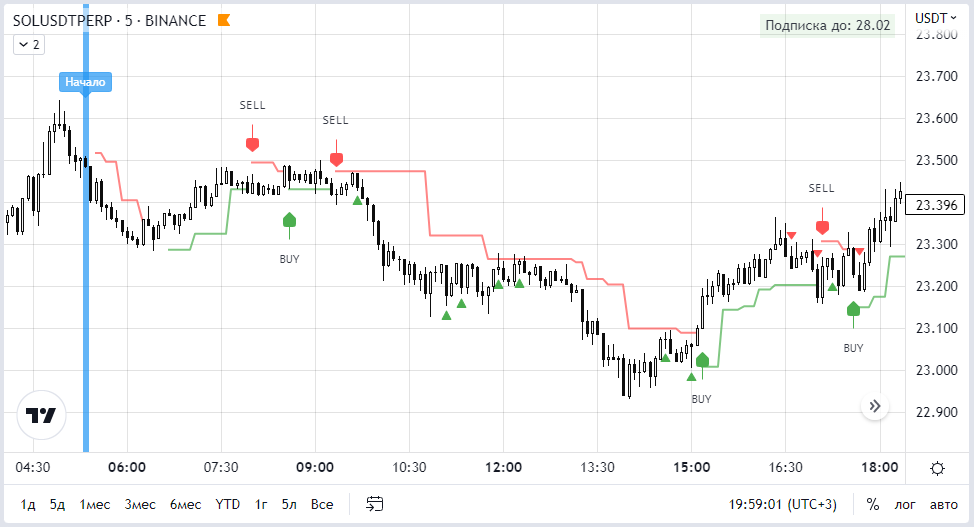 SOLUSDTPERP · 5 · BINANCE
Подписка до: 28.02
USDT
2
23.800
Начало
23.700
SELL
23.600
SELL
23.500
SELL
23.396
BUY
23.300
23.200
23.100
BUY
23.000
BUY
22.900
04:30 06:00 07:30 09:00 10:30 12:00 13:30 15:00 16:30 18:00
1д 5д 1мес 3мес 6мес YTD 1г 5л Все 19:59:01 (UTC+3) % лог авто